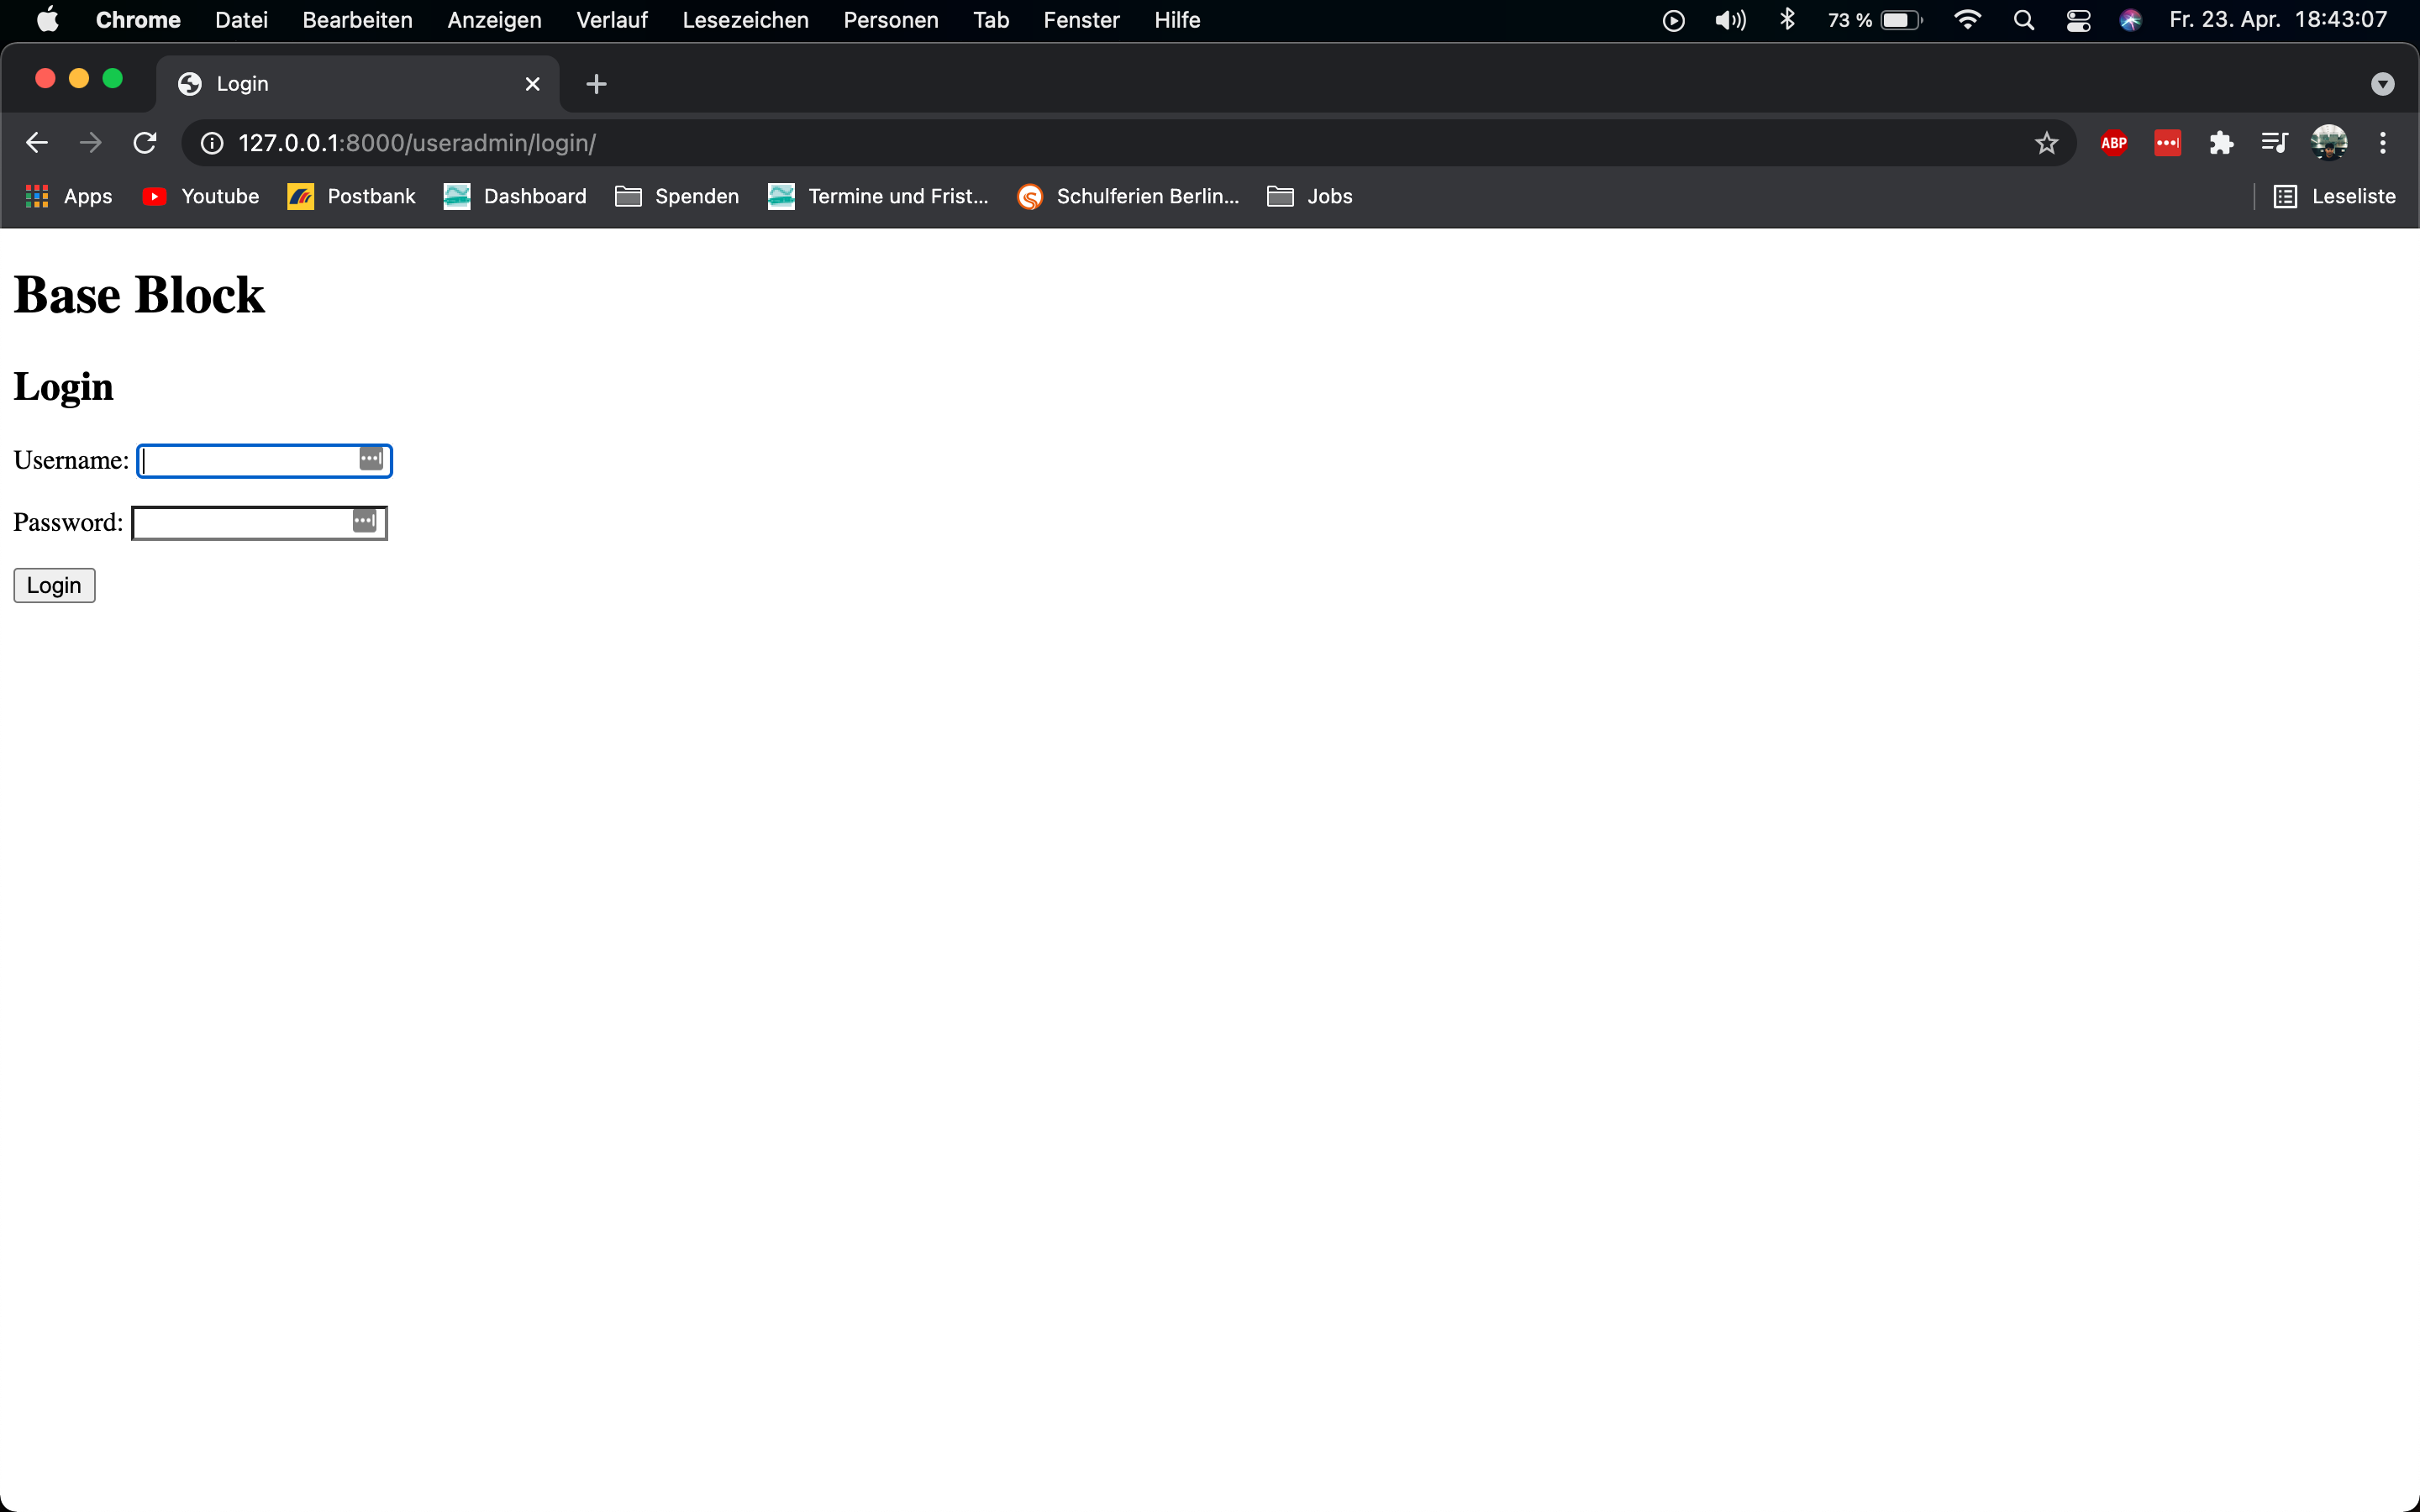 Chrome Datei Bearbeiten Anzeigen Verlauf Lesezeichen Personen Tab Fenster Hilfe 73 % Fr. 23. Apr. 18:43:07
Login
127.0.0.1:8000/useradmin/login/ ABP
Apps Youtube Postbank Dashboard Spenden Termine und Frist... Schulferien Berlin... Jobs Leseliste
Base Block
Login
Username:
Password:
Login